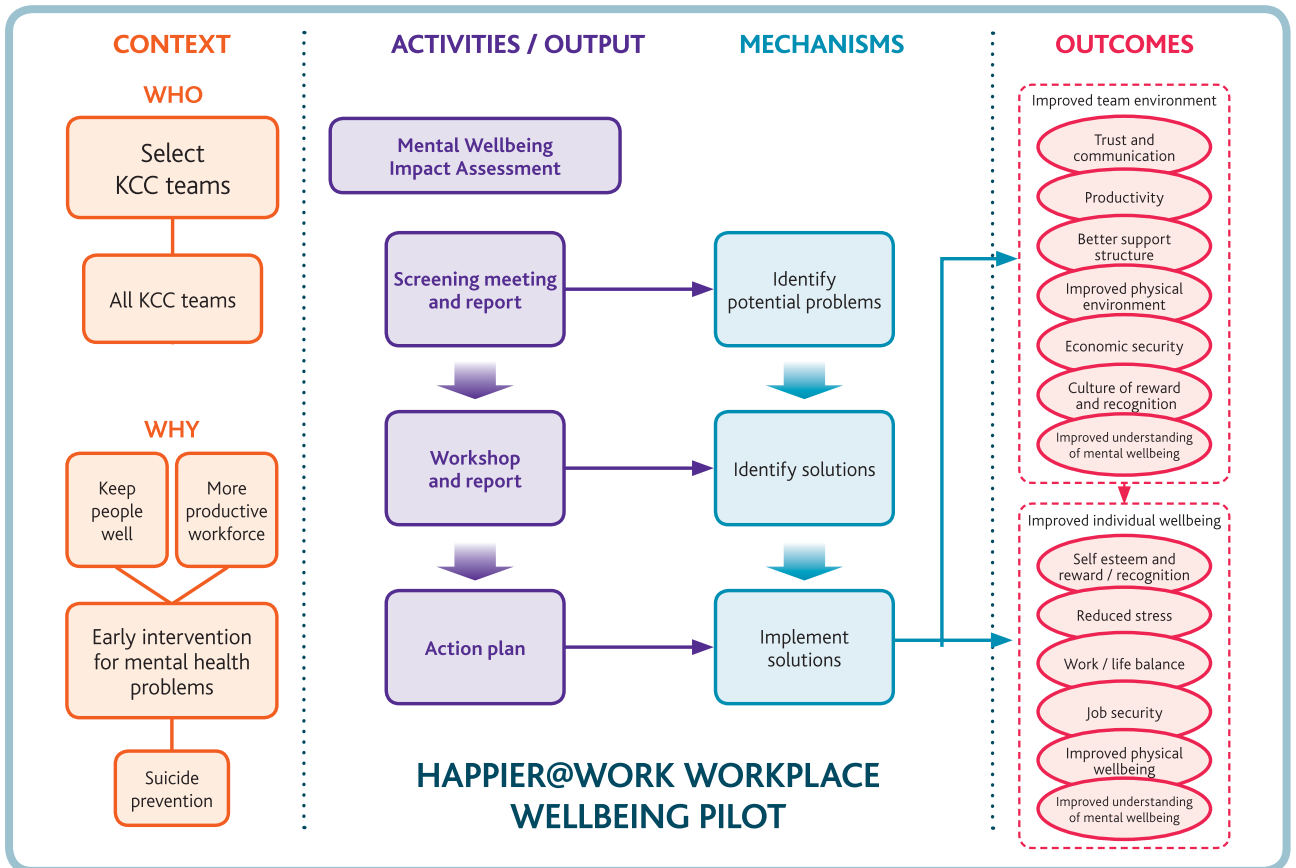 CONTEXT
WHO
Select
KCC teams
All KCC teams
WHY
Keep
people
well
More
productive
workforce
Early intervention
for mental health
problems
Suicide
prevention
ACTIVITIES / OUTPUT
Mental Wellbeing
Impact Assessment
Screening meeting
and report
Workshop
and report
Action plan
MECHANISMS
Identify
potential problems
Identify solutions
Implement
solutions
HAPPIER@WORK WORKPLACE
WELLBEING PILOT
OUTCOMES
Improved team environment
Trust and
communication
Productivity
Better support
structure
Improved physical
environment
Economic security
Culture of reward
and recognition
Improved understanding
of mental wellbeing
Improved individual wellbeing
Self esteem and
reward / recognition
Reduced stress
Work / life balance
Job security
Improved physical
wellbeing
Improved understanding
of mental wellbeing